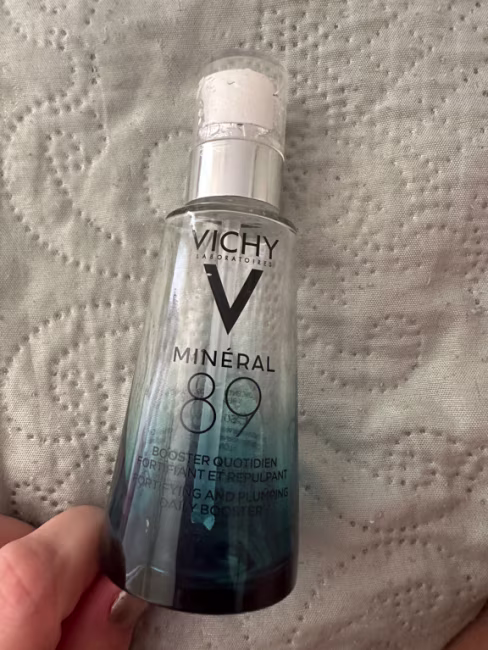 VICHY
LABORATOIRES
V
MINÉRAL
89
BOOSTER QUOTIDIEN
FORTIFIANT ET REPULPANT
FORTIFYING AND PLUMPING
DAILY BOOSTER